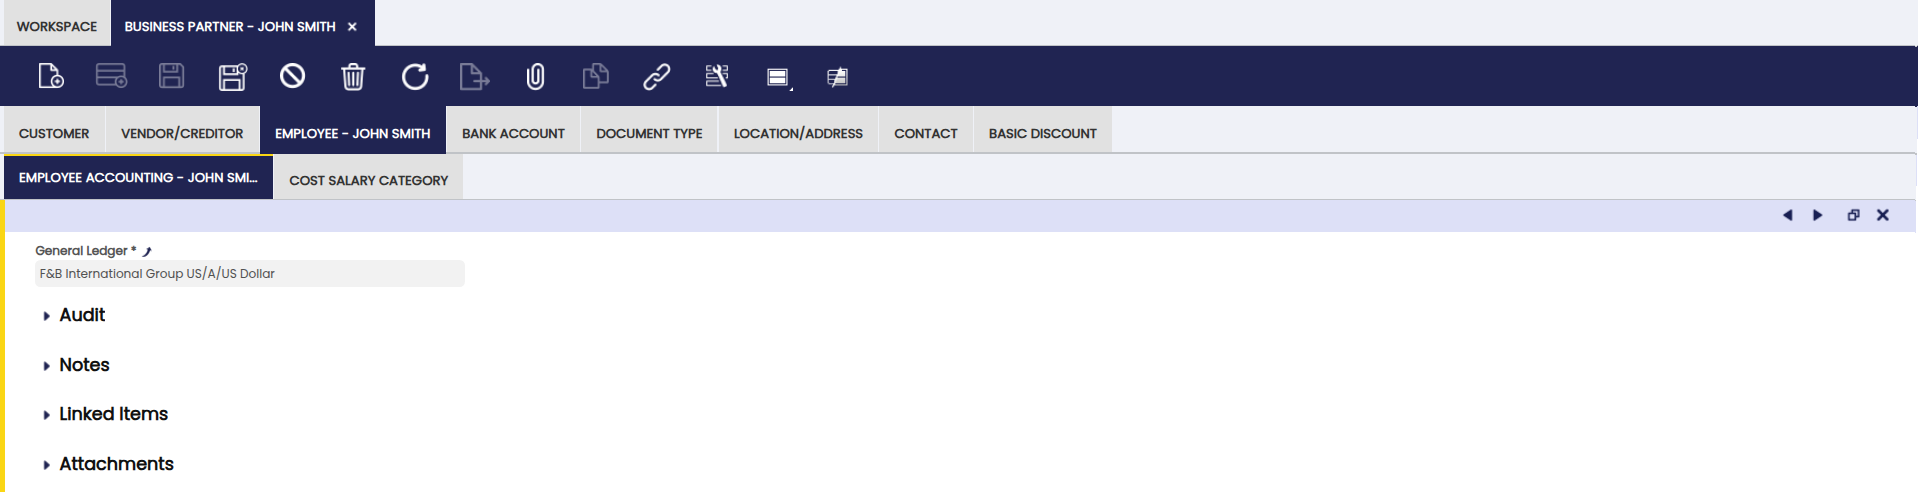 WORKSPACE BUSINESS PARTNER - JOHN SMITH
CUSTOMER VENDOR/CREDITOR EMPLOYEE - JOHN SMITH BANK ACCOUNT DOCUMENT TYPE LOCATION/ADDRESS CONTACT BASIC DISCOUNT
EMPLOYEE ACCOUNTING - JOHN SMI... COST SALARY CATEGORY
General Ledger *
F&B International Group US/A/US Dollar
Audit
Notes
Linked Items
Attachments